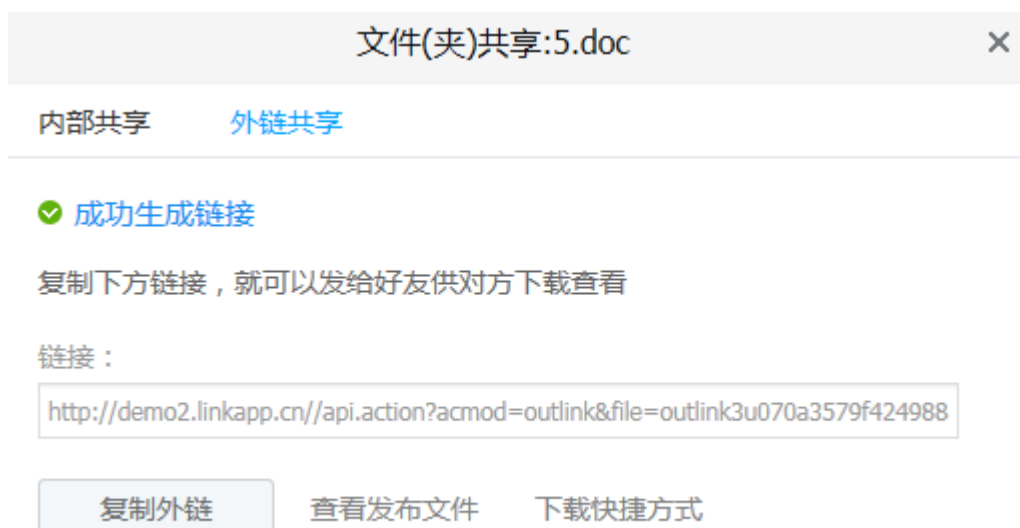 文件(夹)共享:5.doc
内部共享 外链共享
成功生成链接
复制下方链接，就可以发给好友供对方下载查看
链接：
http://demo2.linkapp.cn//api.action?acmod=outlink&file=outlink3u070a3579f424988
复制外链 查看发布文件 下载快捷方式